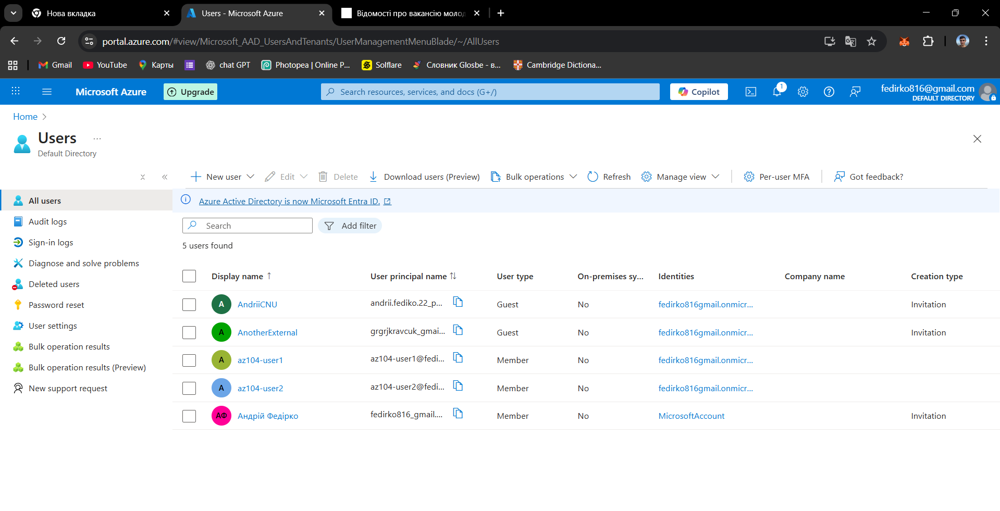 Нова вкладка
Users - Microsoft Azure
Відомості про вакансію молод
portal.azure.com/#view/Microsoft_AAD_UsersAndTenants/UserManagementMenuBlade/~/AllUsers
Gmail
YouTube
Карты
chat GPT
Photopea | Online P...
Solflare
Словник Glosbe - в...
Cambridge Dictiona...
Microsoft Azure
Upgrade
Search resources, services, and docs (G+/)
Copilot
1
fedirko816@gmail.com
DEFAULT DIRECTORY
Home
Users
...
Default Directory
New user
Edit
Delete
Download users (Preview)
Bulk operations
Refresh
Manage view
Per-user MFA
Got feedback?
All users
Audit logs
Sign-in logs
Diagnose and solve problems
Deleted users
Password reset
User settings
Bulk operation results
Bulk operation results (Preview)
New support request
Azure Active Directory is now Microsoft Entra ID.
Search
Add filter
5 users found
Display name ↑ User principal name ↑↓ User type On-premises sy... Identities Company name Creation type
A AndriiCNU andrii.fediko.22_p... Guest No fedirko816gmail.onmicr... Invitation
A AnotherExternal grgrjkravcuk_gmai... Guest No fedirko816gmail.onmicr... Invitation
A az104-user1 az104-user1@fedi... Member No fedirko816gmail.onmicr...
A az104-user2 az104-user2@fedi... Member No fedirko816gmail.onmicr...
АФ Андрій Федірко fedirko816_gmail.... Member No MicrosoftAccount Invitation